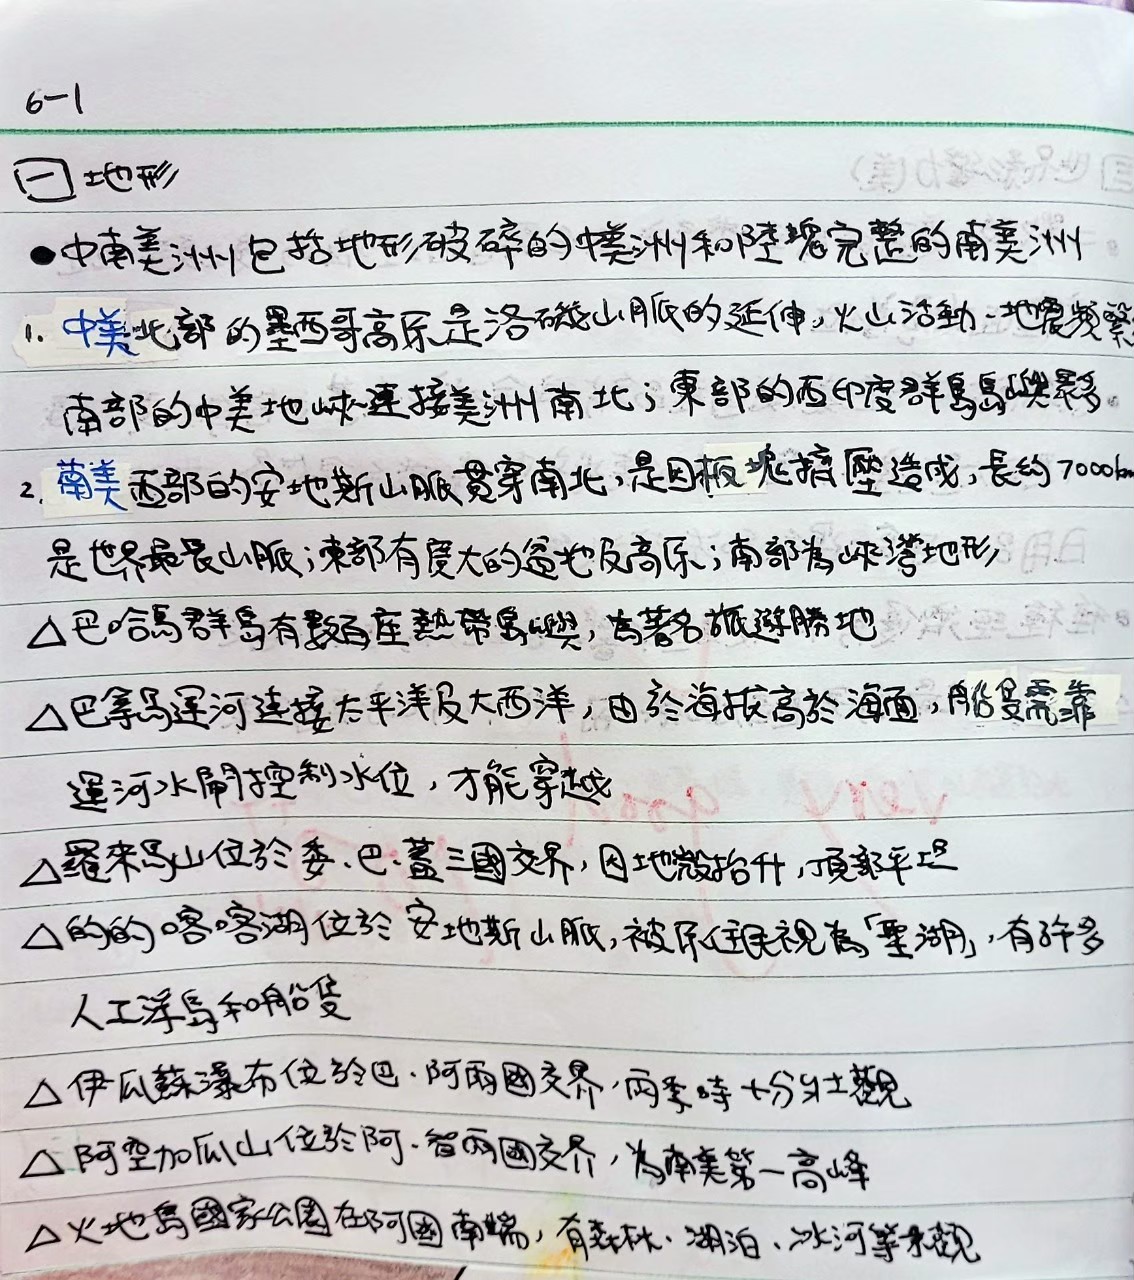 6-1
一 地形
●中南美洲包括地形破碎的中美洲和陸塊完整的南美洲
1. 中美北部的墨西哥高原是洛磯山脈的延伸,火山活動、地震頻繁
南部的中美地峽連接美洲南北;東部的西印度群島島嶼眾多。
2. 南美西部的安地斯山脈貫穿南北,是因板塊擠壓造成,長約7000km
是世界最長山脈;東部有廣大的盆地及高原;南部為峽灣地形
△巴哈馬群島有數百座熱帶島嶼,為著名旅遊勝地
△巴拿馬運河連接太平洋及大西洋,由於海拔高於海面,船隻需靠
運河水閘控制水位,才能穿越
△羅來馬山位於委、巴、蓋三國交界,因地殼抬升,頂部平坦
△的的喀喀湖位於安地斯山脈,被原住民視為「聖湖」,有許多
人工浮島和船隻
△伊瓜蘇瀑布位於巴、阿兩國交界,雨季時十分壯觀
△阿空加瓜山位於阿、智兩國交界,為南美第一高峰
△火地島國家公園在阿國南端,有森林、湖泊、冰河等景觀